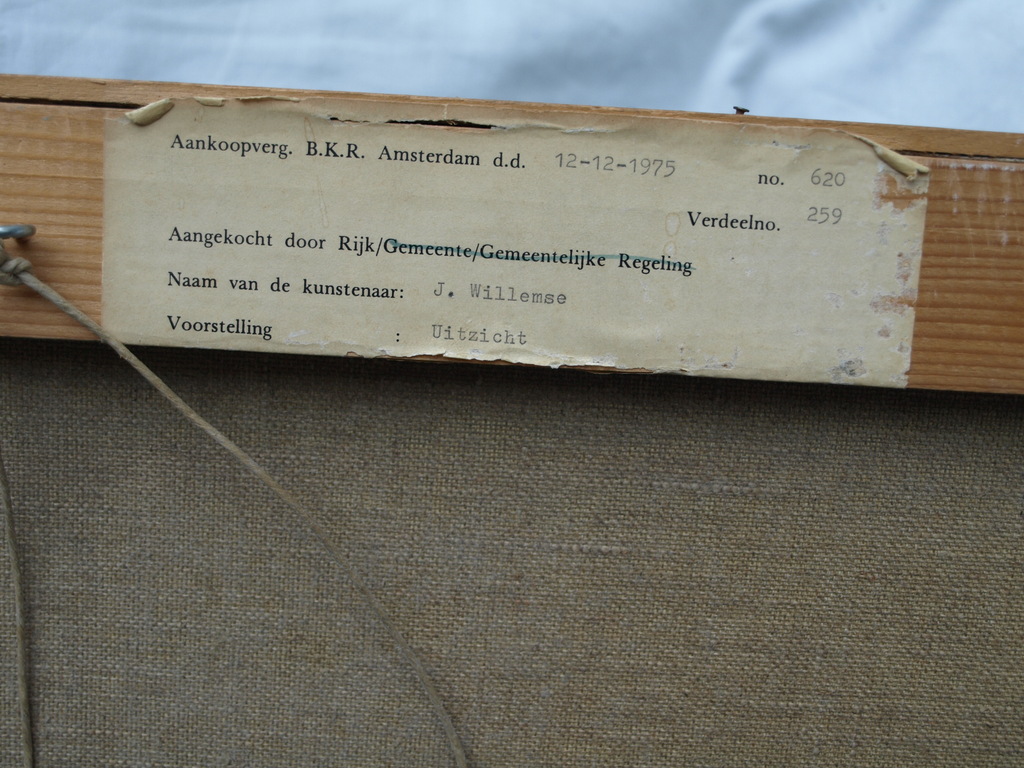 Aankoopverg. B.K.R. Amsterdam d.d. 12-12-1975 no. 620
Verdeelno. 259
Aangekocht door Rijk/Gemeente/Gemeentelijke Regeling
Naam van de kunstenaar: J. Willemse
Voorstelling : Uitzicht